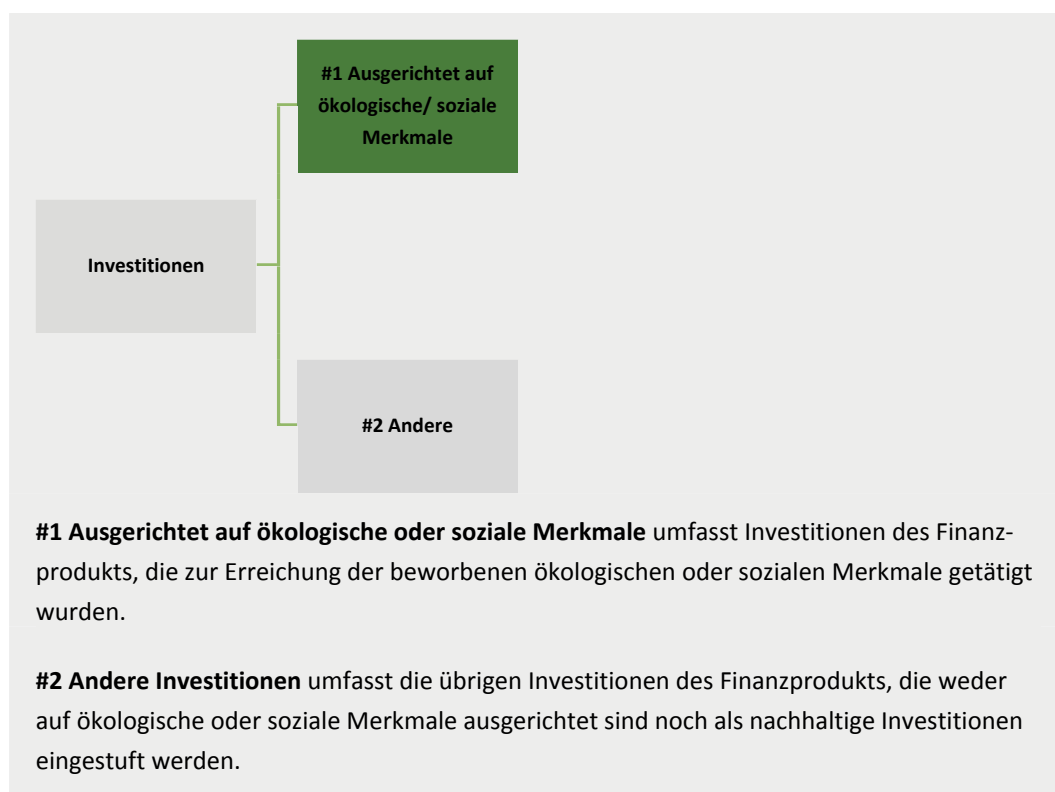 #1 Ausgerichtet auf
ökologische/ soziale
Merkmale
Investitionen
#2 Andere
#1 Ausgerichtet auf ökologische oder soziale Merkmale umfasst Investitionen des Finanz-
produkts, die zur Erreichung der beworbenen ökologischen oder sozialen Merkmale getätigt
wurden.
#2 Andere Investitionen umfasst die übrigen Investitionen des Finanzprodukts, die weder
auf ökologische oder soziale Merkmale ausgerichtet sind noch als nachhaltige Investitionen
eingestuft werden.